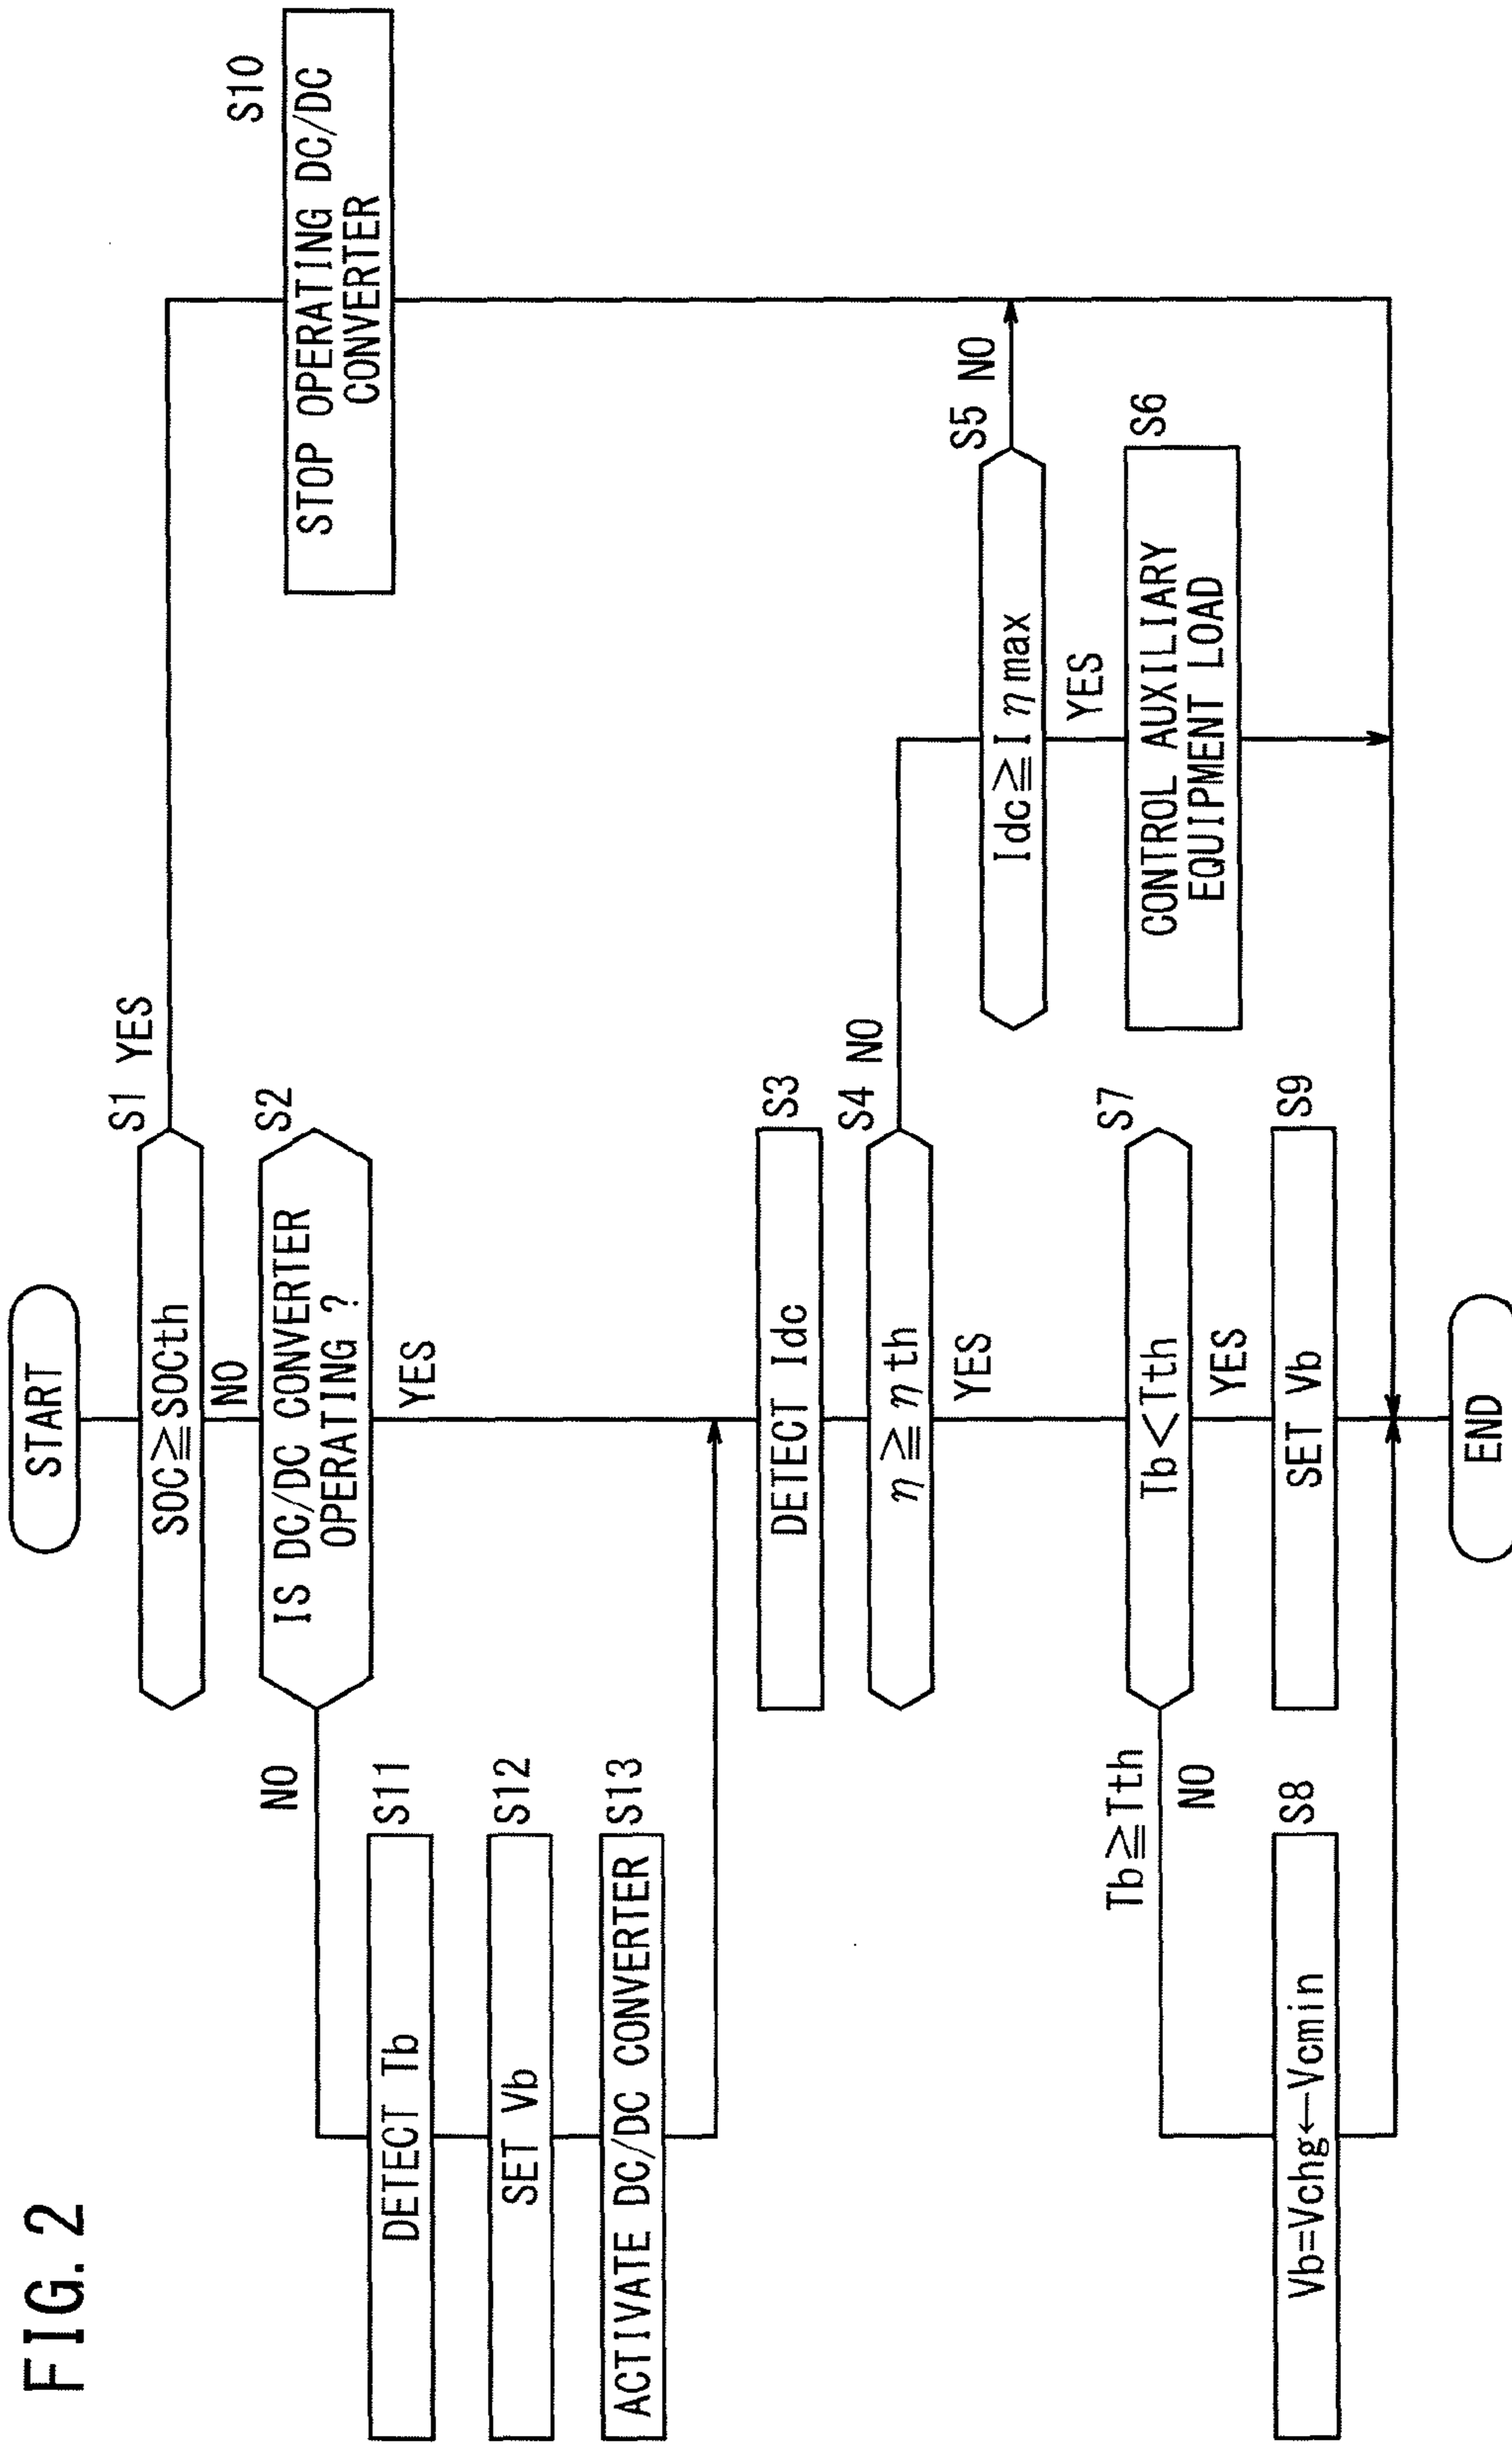 FIG. 2
START
SOC≧SOCth
S1
YES
NO
IS DC/DC CONVERTER
OPERATING ?
S2
NO
YES
STOP OPERATING DC/DC
CONVERTER
S10
DETECT Tb
S11
SET Vb
S12
ACTIVATE DC/DC CONVERTER
S13
DETECT Idc
S3
η≧ηth
S4
NO
YES
Idc≧Iηmax
S5
NO
YES
CONTROL AUXILIARY
EQUIPMENT LOAD
S6
Tb<Tth
S7
YES
Tb≧Tth
NO
Vb=Vchg←Vcmin
S8
SET Vb
S9
END